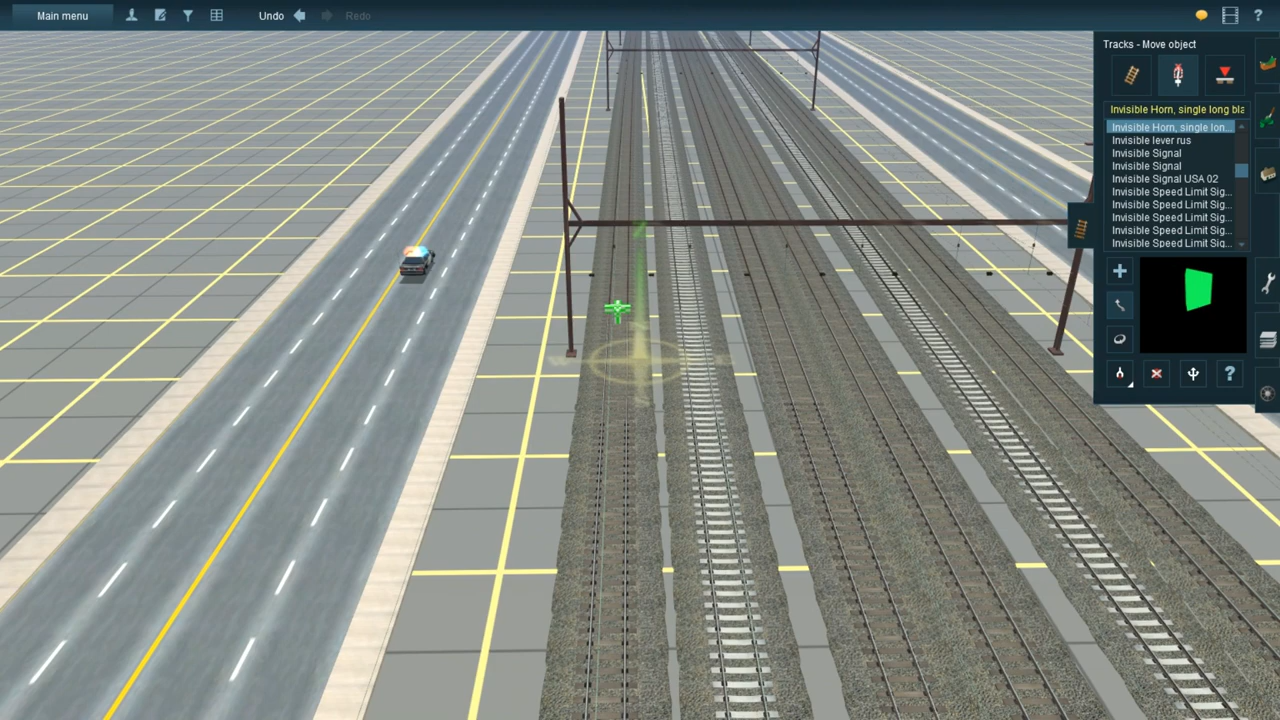 Main menu
Undo
Redo
?
Tracks - Move object
Invisible Horn, single long bla
Invisible Horn, single lon...
Invisible lever rus
Invisible Signal
Invisible Signal
Invisible Signal USA 02
Invisible Speed Limit Sig...
Invisible Speed Limit Sig...
Invisible Speed Limit Sig...
Invisible Speed Limit Sig...
Invisible Speed Limit Sig...
?